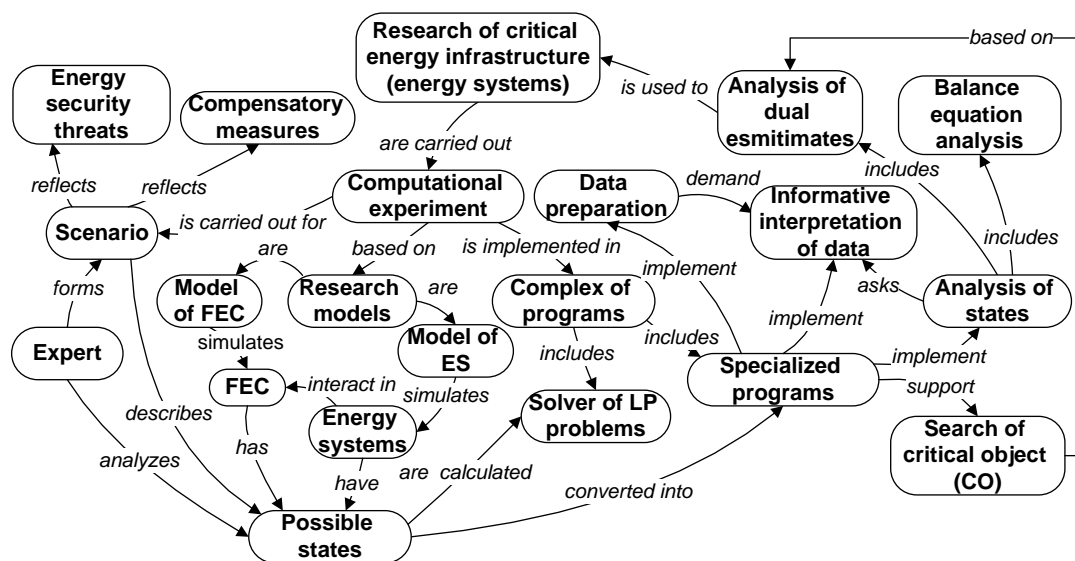 Research of critical
energy infrastructure
(energy systems)
based on
Energy
security
threats
Compensatory
measures
is used to
Analysis of
dual
esmitimates
Balance
equation
analysis
are carried out
includes
reflects
reflects
Computational
experiment
Data
preparation
demand
Informative
interpretation
of data
is carried out for
Scenario
are
based on
is implemented in
implement
includes
forms
Model
of FEC
Research
models
are
Complex of
programs
asks
Analysis of
states
implement
Expert
simulates
Model of
ES
includes
includes
implement
Specialized
programs
support
FEC
interact in
simulates
Energy
systems
Solver of LP
problems
describes
has
Search of
critical object
(CO)
analyzes
have
are calculated
converted into
Possible
states